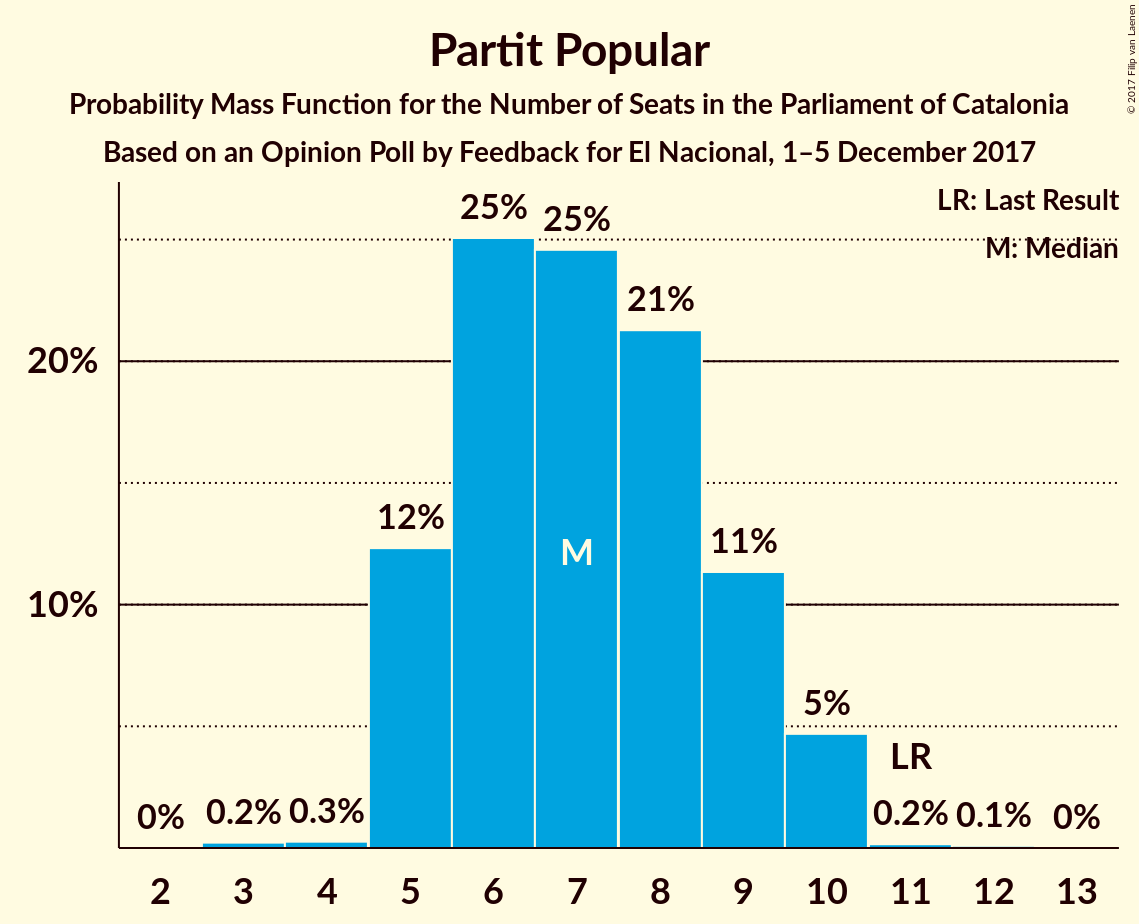 Partit Popular
Probability Mass Function for the Number of Seats in the Parliament of Catalonia
Based on an Opinion Poll by Feedback for El Nacional, 1–5 December 2017
© 2017 Filip van Laenen
LR: Last Result
M: Median
25%
25%
21%
20%
12%
11%
M
10%
5%
LR
0%
0.2%
0.3%
0.2%
0.1%
0%
2 3 4 5 6 7 8 9 10 11 12 13